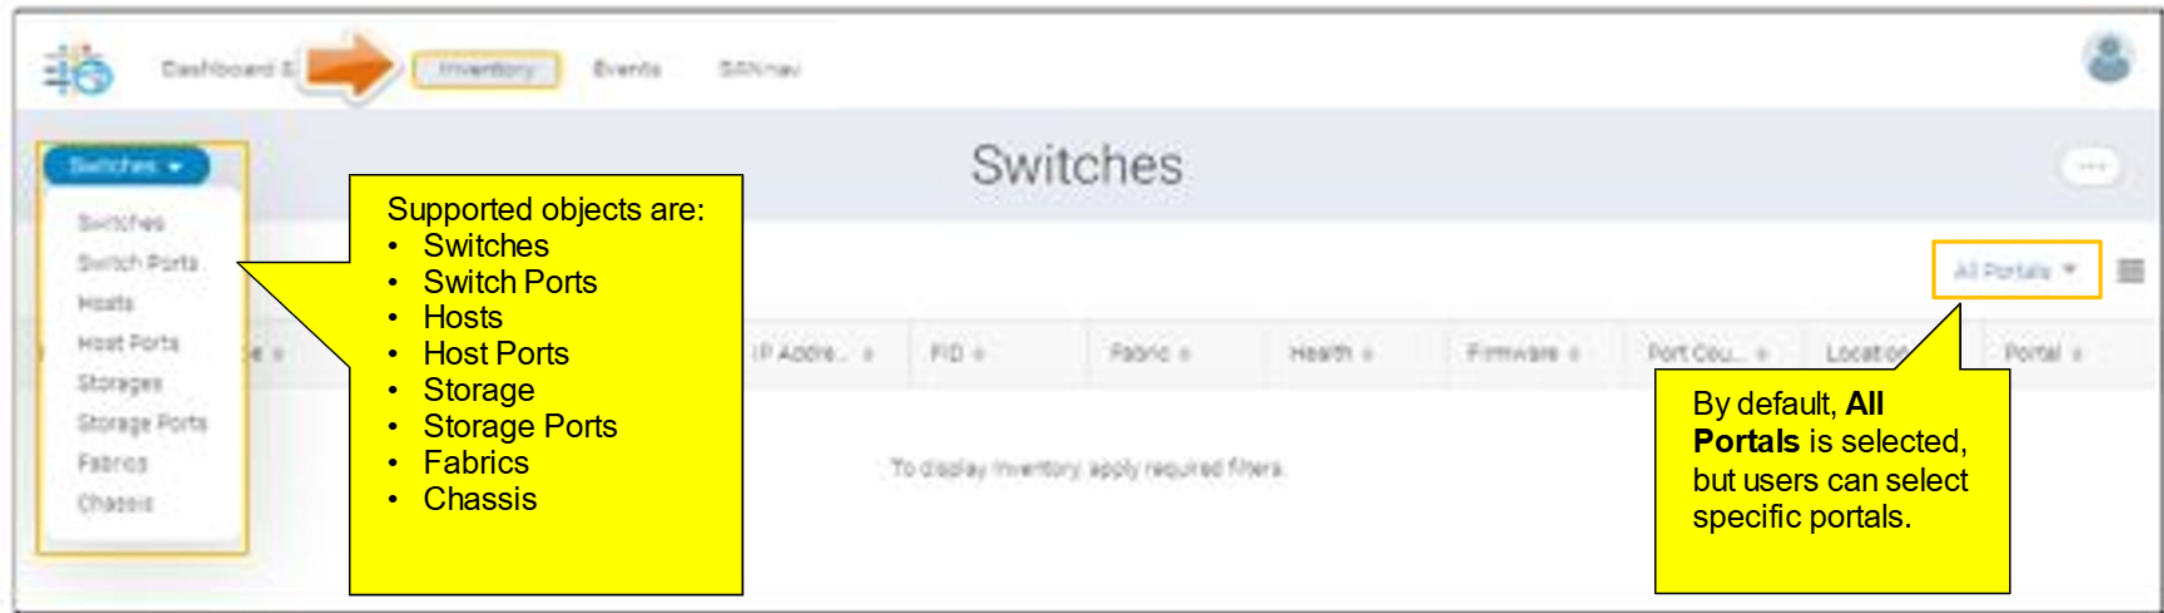 Dashboard &
Inventory
Events
SANnav
Switches
Switches
Switches
Switch Ports
Hosts
Host Ports
Storages
Storage Ports
Fabrics
Chassis
Supported objects are:
• Switches
• Switch Ports
• Hosts
• Host Ports
• Storage
• Storage Ports
• Fabrics
• Chassis
All Portals
IP Addre...
FID
Fabric
Health
Firmware
Port Cou...
Location
Portal
To display inventory, apply required filters.
By default, All
Portals is selected,
but users can select
specific portals.